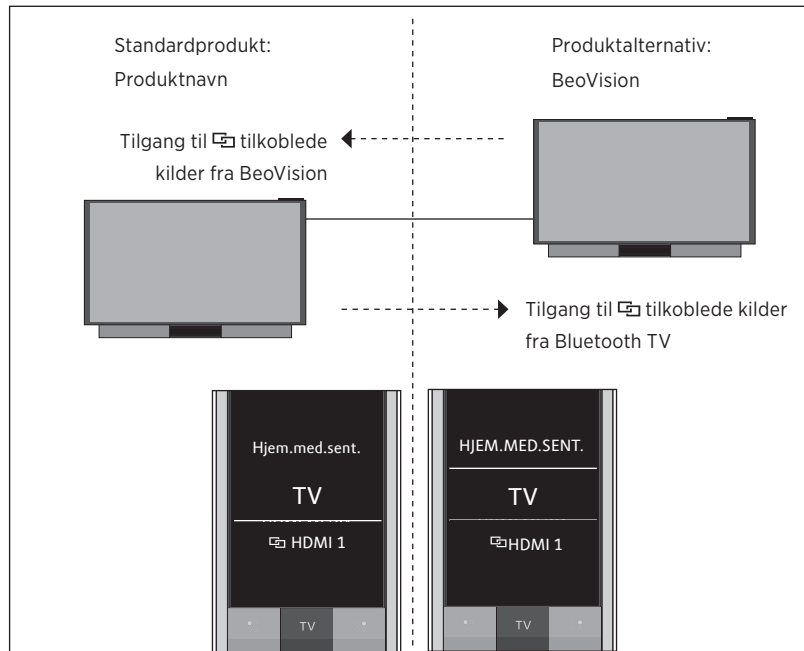 Standardprodukt:
Produktnavn
Tilgang til tilkoblede
kilder fra BeoVision
Produktalternativ:
BeoVision
Tilgang til tilkoblede kilder
fra Bluetooth TV
Hjem.med.sent.
TV
HDMI 1
TV
HJEM.MED.SENT.
TV
HDMI 1
TV